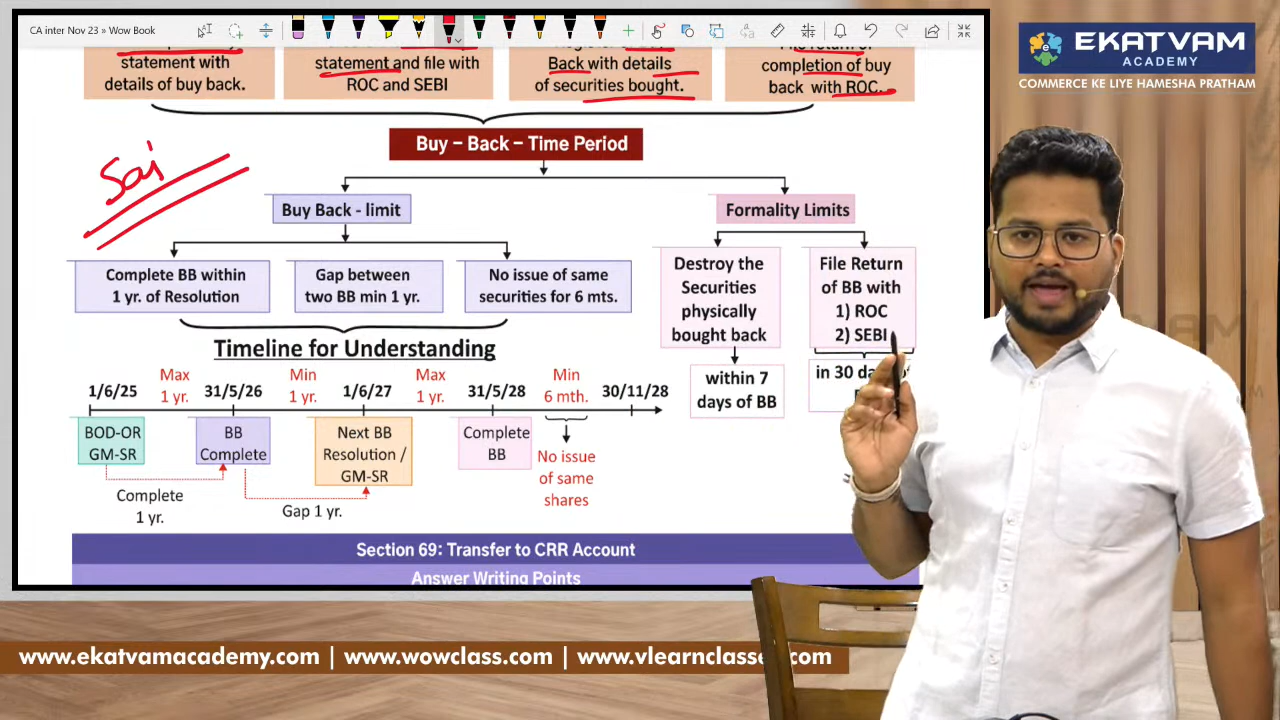 CA inter Nov 23 » Wow Book
EKATVAM
ACADEMY
COMMERCE KE LIYE HAMESHA PRATHAM
statement with
details of buy back.
statement and file with
ROC and SEBI
Back with details
of securities bought.
File return of
completion of buy
back with ROC.
Buy – Back – Time Period
Sai
Buy Back - limit
Formality Limits
Complete BB within
1 yr. of Resolution
Gap between
two BB min 1 yr.
No issue of same
securities for 6 mts.
Destroy the
Securities
physically
bought back
File Return
of BB with
1) ROC
2) SEBI
within 7
days of BB
in 30
Timeline for Understanding
1/6/25
Max
1 yr.
31/5/26
Min
1 yr.
1/6/27
Max
1 yr.
31/5/28
Min
6 mth.
30/11/28
BOD-OR
GM-SR
BB
Complete
Next BB
Resolution /
GM-SR
Complete
BB
No issue
of same
shares
Complete
1 yr.
Gap 1 yr.
Section 69: Transfer to CRR Account
Answer Writing Points
www.ekatvamacademy.com | www.wowclass.com | www.vlearnclasses.com